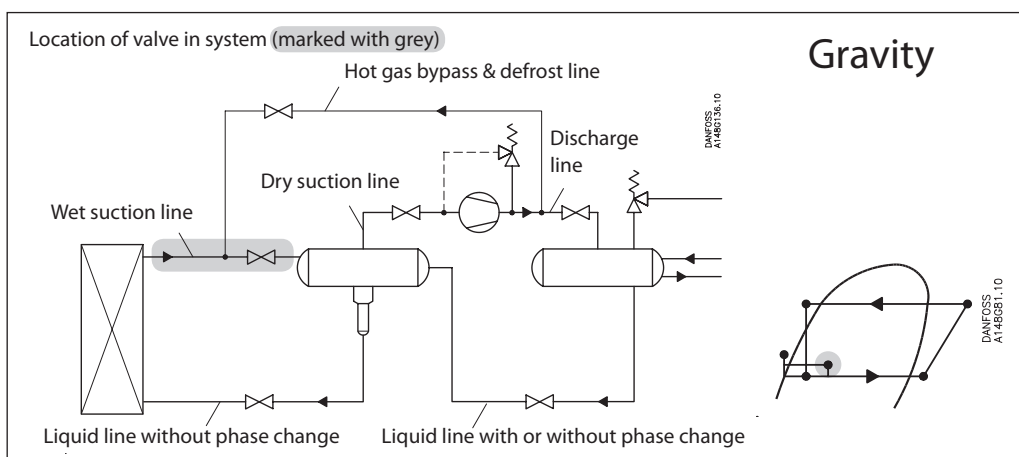 Location of valve in system (marked with grey)
Gravity
Hot gas bypass & defrost line
DANFOSS
A14BG136.10
Discharge
line
Dry suction line
Wet suction line
DANFOSS
A14BG81.10
Liquid line without phase change
Liquid line with or without phase change